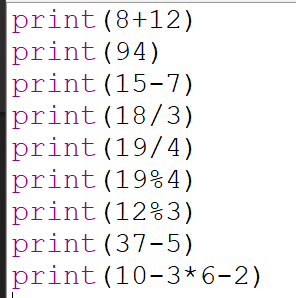 print(8+12)
print(94)
print(15-7)
print(18/3)
print(19/4)
print(19%4)
print(12%3)
print(37-5)
print(10-3*6-2)